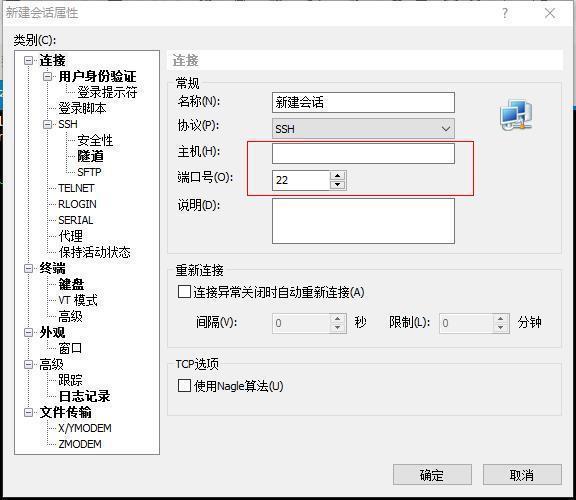 新建会话属性
类别(C):
连接
用户身份验证
登录提示符
登录脚本
SSH
安全性
隧道
SFTP
TELNET
RLOGIN
SERIAL
代理
保持活动状态
终端
键盘
VT 模式
高级
外观
窗口
高级
跟踪
日志记录
文件传输
X/YMODEM
ZMODEM
连接
常规
名称(N): 新建会话
协议(P): SSH
主机(H):
端口号(O): 22
说明(D):
重新连接
连接异常关闭时自动重新连接(A)
间隔(V): 0 秒 限制(L): 0 分钟
TCP选项
使用Nagle算法(U)
确定 取消